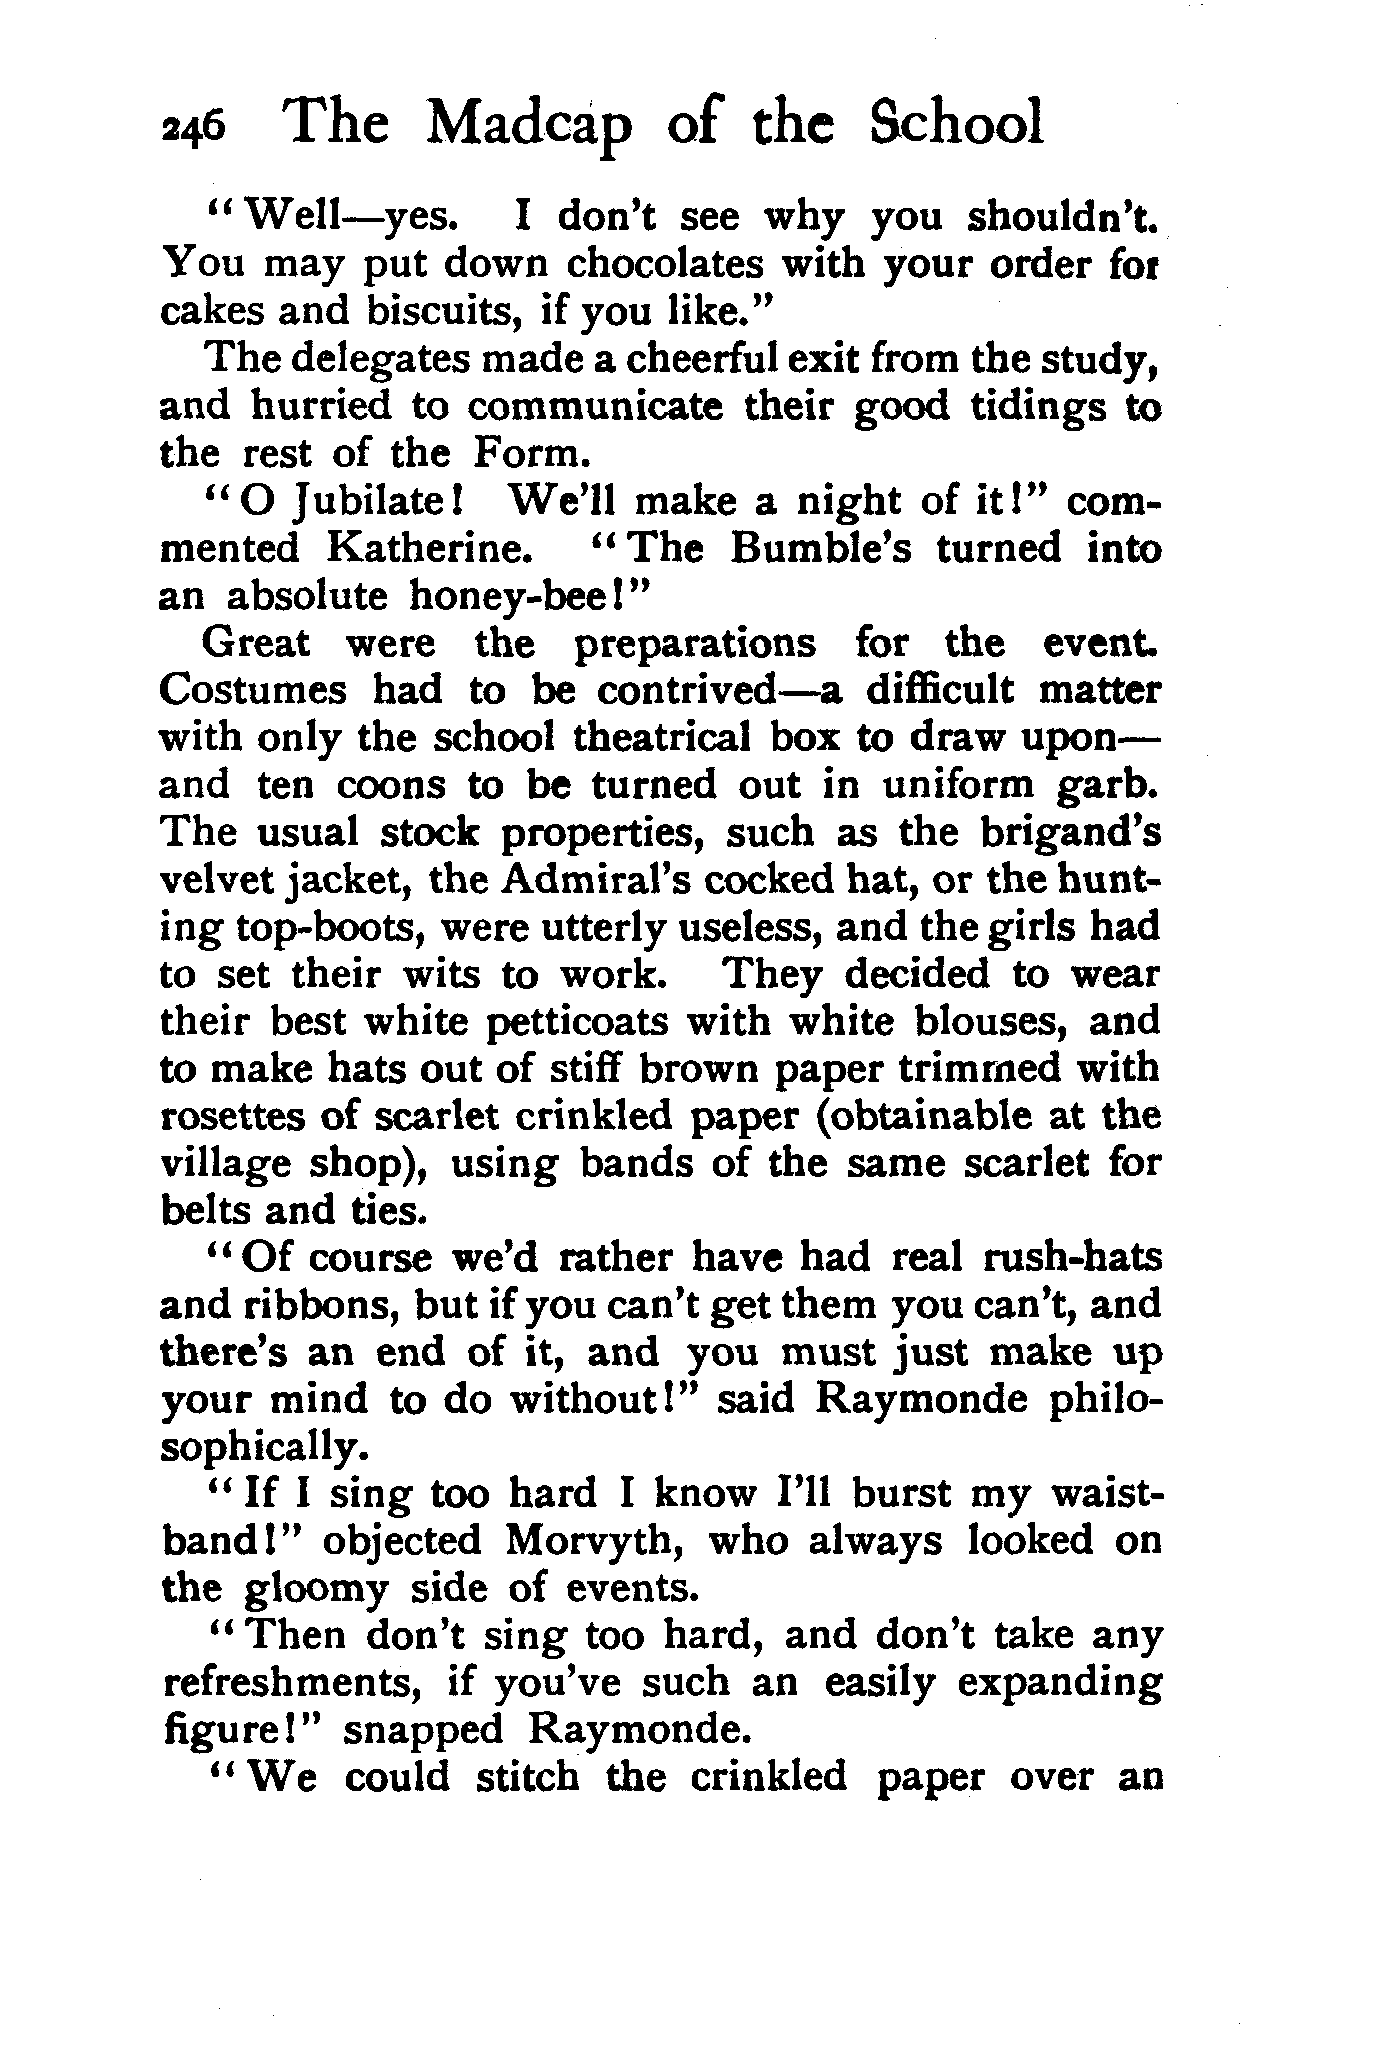 246 The Madcap of the School
“Well—yes. I don't see why you shouldn't.
You may put down chocolates with your order for
cakes and biscuits, if you like.”
The delegates made a cheerful exit from the study,
and hurried to communicate their good tidings to
the rest of the Form.
“O Jubilate! We'll make a night of it!” com-
mented Katherine. “The Bumble's turned into
an absolute honey-bee!”
Great were the preparations for the event.
Costumes had to be contrived—a difficult matter
with only the school theatrical box to draw upon—
and ten coons to be turned out in uniform garb.
The usual stock properties, such as the brigand's
velvet jacket, the Admiral's cocked hat, or the hunt-
ing top-boots, were utterly useless, and the girls had
to set their wits to work. They decided to wear
their best white petticoats with white blouses, and
to make hats out of stiff brown paper trimmed with
rosettes of scarlet crinkled paper (obtainable at the
village shop), using bands of the same scarlet for
belts and ties.
“Of course we'd rather have had real rush-hats
and ribbons, but if you can't get them you can't, and
there's an end of it, and you must just make up
your mind to do without!” said Raymonde philo-
sophically.
“If I sing too hard I know I'll burst my waist-
band!” objected Morvyth, who always looked on
the gloomy side of events.
“Then don't sing too hard, and don't take any
refreshments, if you've such an easily expanding
figure!” snapped Raymonde.
“We could stitch the crinkled paper over an